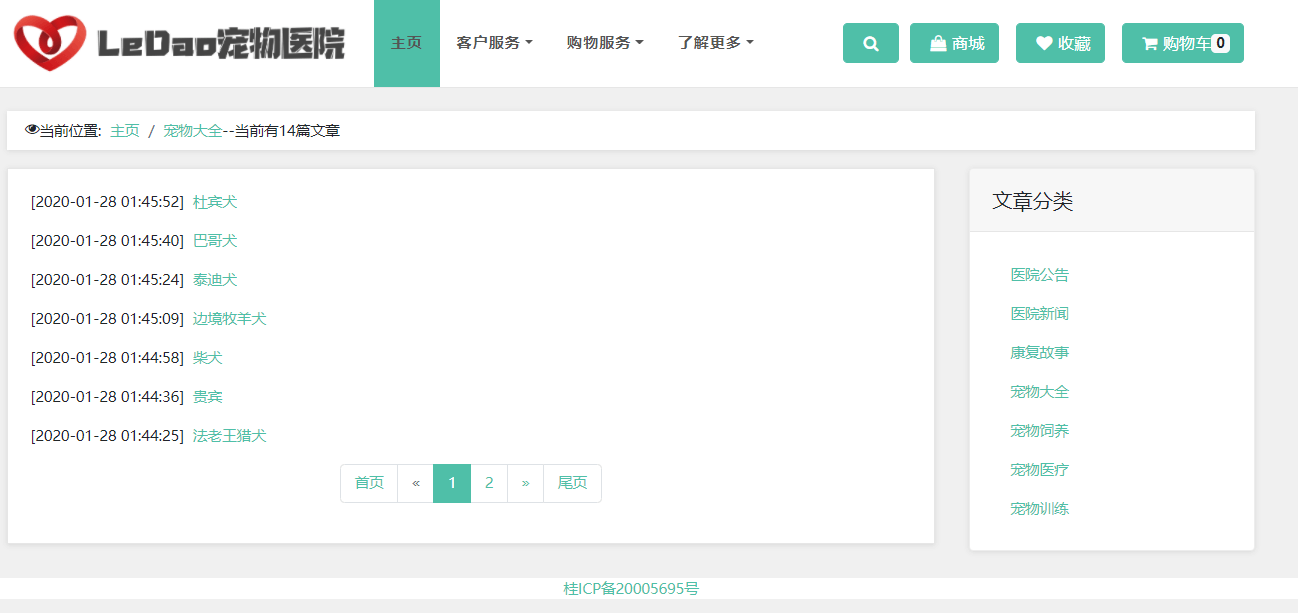 LeDao宠物医院 主页 客户服务 购物服务 了解更多 商城 收藏 购物车0
当前位置: 主页 / 宠物大全--当前有14篇文章
[2020-01-28 01:45:52] 杜宾犬
[2020-01-28 01:45:40] 巴哥犬
[2020-01-28 01:45:24] 泰迪犬
[2020-01-28 01:45:09] 边境牧羊犬
[2020-01-28 01:44:58] 柴犬
[2020-01-28 01:44:36] 贵宾
[2020-01-28 01:44:25] 法老王猎犬
首页 « 1 2 » 尾页
文章分类
医院公告
医院新闻
康复故事
宠物大全
宠物饲养
宠物医疗
宠物训练
桂ICP备20005695号